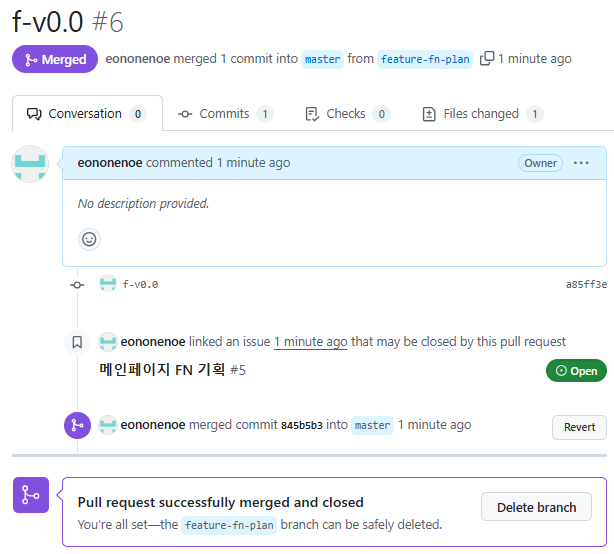 f-v0.0 #6
Merged eononenoe merged 1 commit into master from feature-fn-plan 1 minute ago
Conversation 0 Commits 1 Checks 0 Files changed 1
eononenoe commented 1 minute ago Owner ...
No description provided.
f-v0.0 a85ff3e
eononenoe linked an issue 1 minute ago that may be closed by this pull request
메인페이지 FN 기획 #5 Open
eononenoe merged commit 845b5b3 into master 1 minute ago Revert
Pull request successfully merged and closed
You're all set—the feature-fn-plan branch can be safely deleted. Delete branch